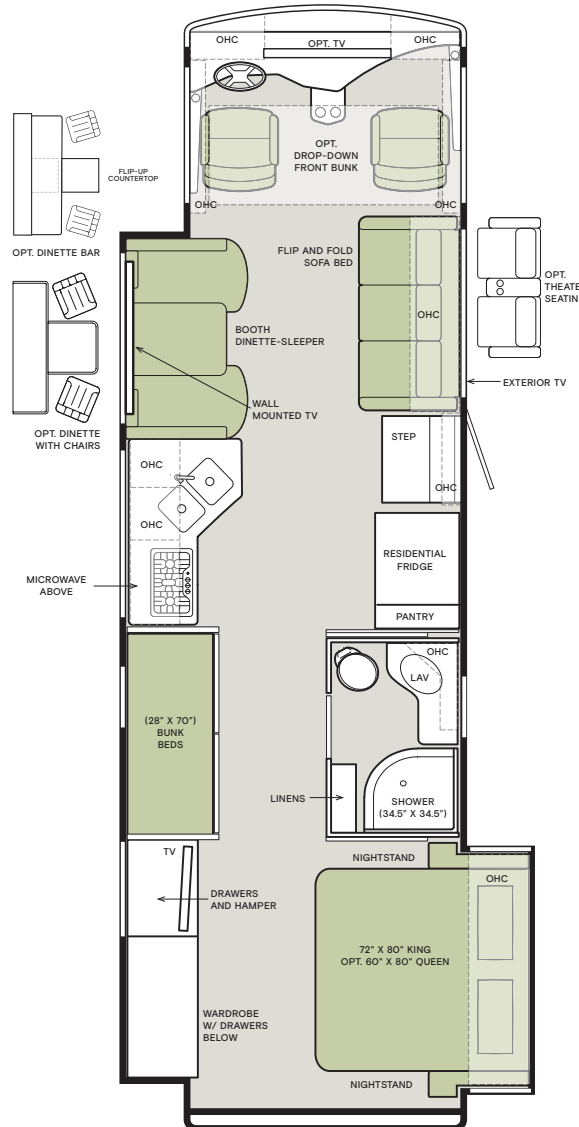 OHC
OPT. TV
OHC
OPT.
DROP-DOWN
FRONT BUNK
OHC
OHC
FLIP-UP
COUNTERTOP
OPT. DINETTE BAR
FLIP AND FOLD
SOFA BED
OHC
OPT.
THEATE
SEATIN
BOOTH
DINETTE-SLEEPER
EXTERIOR TV
WALL
MOUNTED TV
OPT. DINETTE
WITH CHAIRS
STEP
OHC
OHC
OHC
RESIDENTIAL
FRIDGE
MICROWAVE
ABOVE
PANTRY
OHC
LAV
(28" X 70")
BUNK
BEDS
LINENS
SHOWER
(34.5" X 34.5")
TV
NIGHTSTAND
OHC
DRAWERS
AND HAMPER
72" X 80" KING
OPT. 60" X 80" QUEEN
WARDROBE
W/ DRAWERS
BELOW
NIGHTSTAND